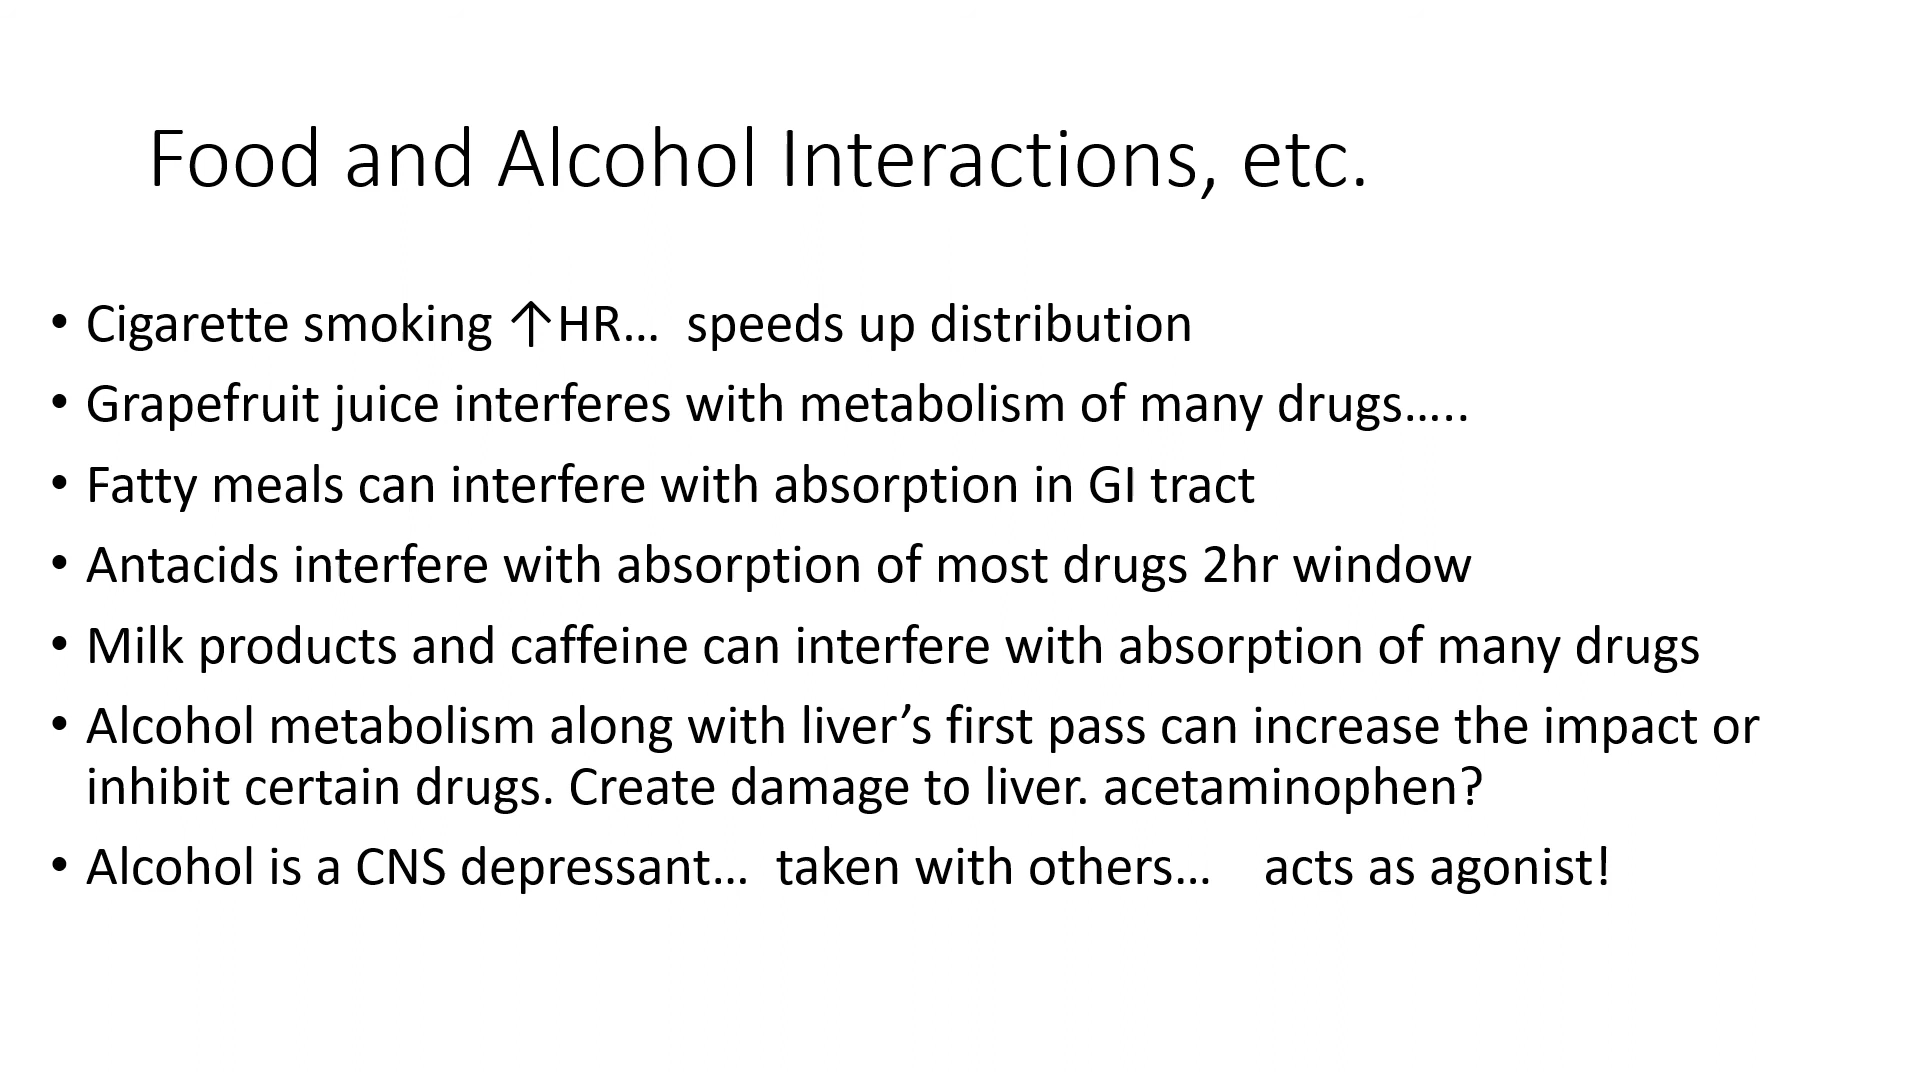 Food and Alcohol Interactions, etc.
• Cigarette smoking ↑HR… speeds up distribution
• Grapefruit juice interferes with metabolism of many drugs…..
• Fatty meals can interfere with absorption in GI tract
• Antacids interfere with absorption of most drugs 2hr window
• Milk products and caffeine can interfere with absorption of many drugs
• Alcohol metabolism along with liver’s first pass can increase the impact or
inhibit certain drugs. Create damage to liver. acetaminophen?
• Alcohol is a CNS depressant… taken with others… acts as agonist!